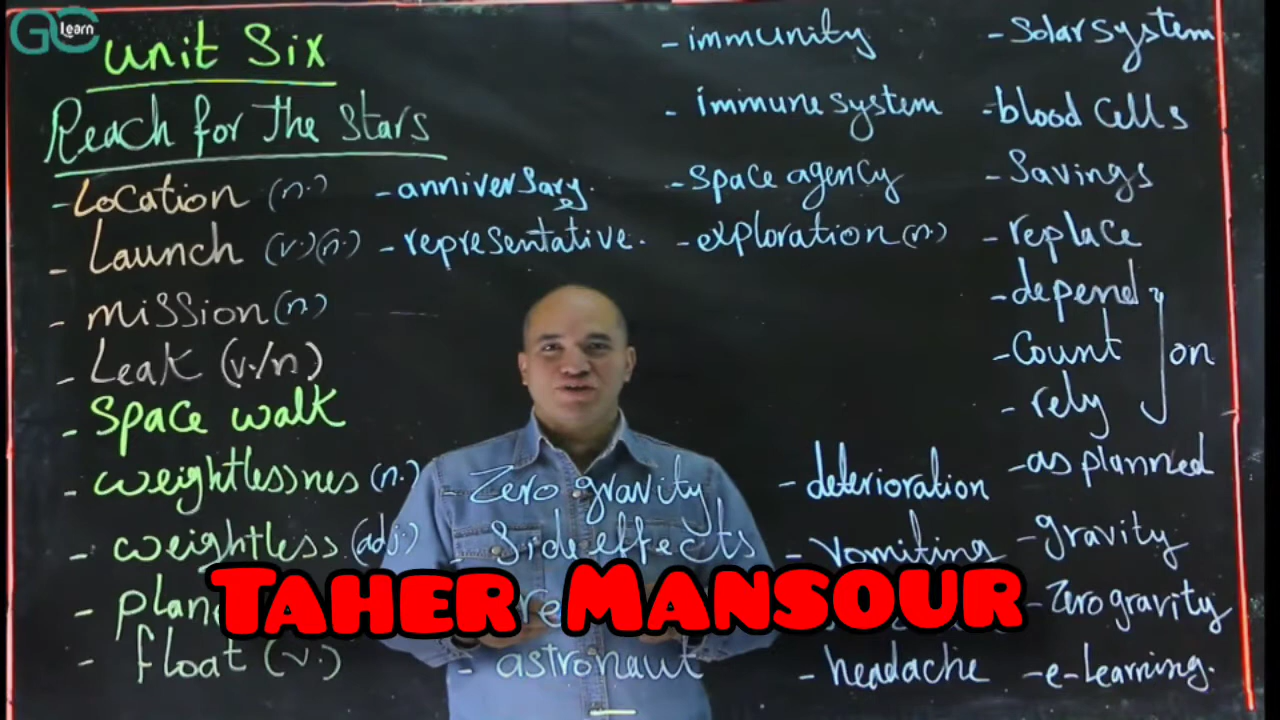 GC Learn
unit Six
Reach for the Stars
- Location (n.)
- Launch (v.)(n.)
- mission (n.)
- Leak (v./n)
- Space walk
- weightlessnes (n.)
- weightless (adj.)
- plane
- float (v.)
- anniversary.
- representative.
- Zero gravity
- Side effects
- astronaut
- immunity
- immune system
- space agency
- exploration (n.)
- deterioration
- vomiting
- headache
- Solar system
- blood cells
- Savings
- replace
- depend
- Count
- rely
on
- as planned
- gravity
- Zero gravity
- e-Learning.
TAHER MANSOUR